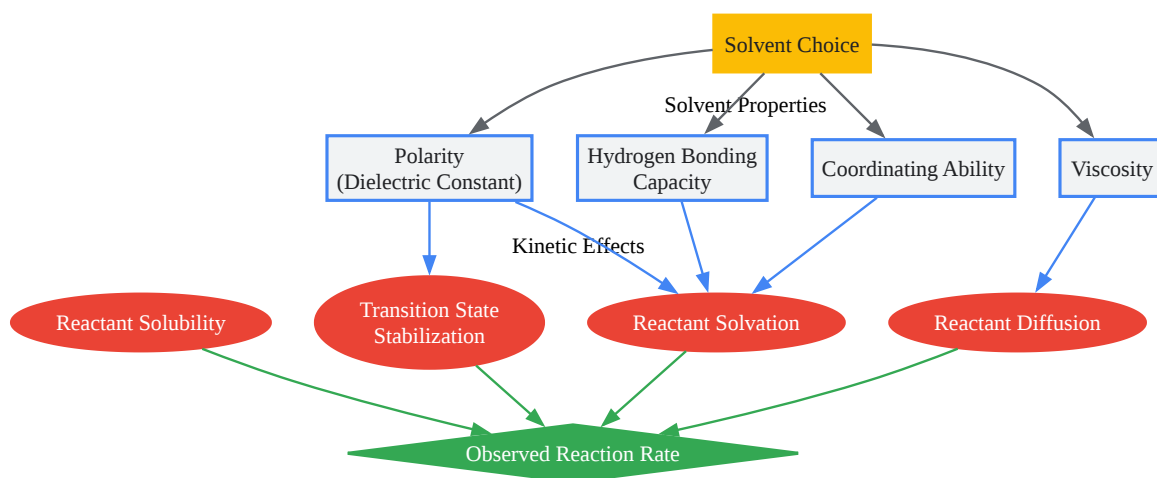 Solvent Choice
Solvent Properties
Polarity
(Dielectric Constant)
Hydrogen Bonding
Capacity
Coordinating Ability
Viscosity
Kinetic Effects
Reactant Solubility
Transition State
Stabilization
Reactant Solvation
Reactant Diffusion
Observed Reaction Rate